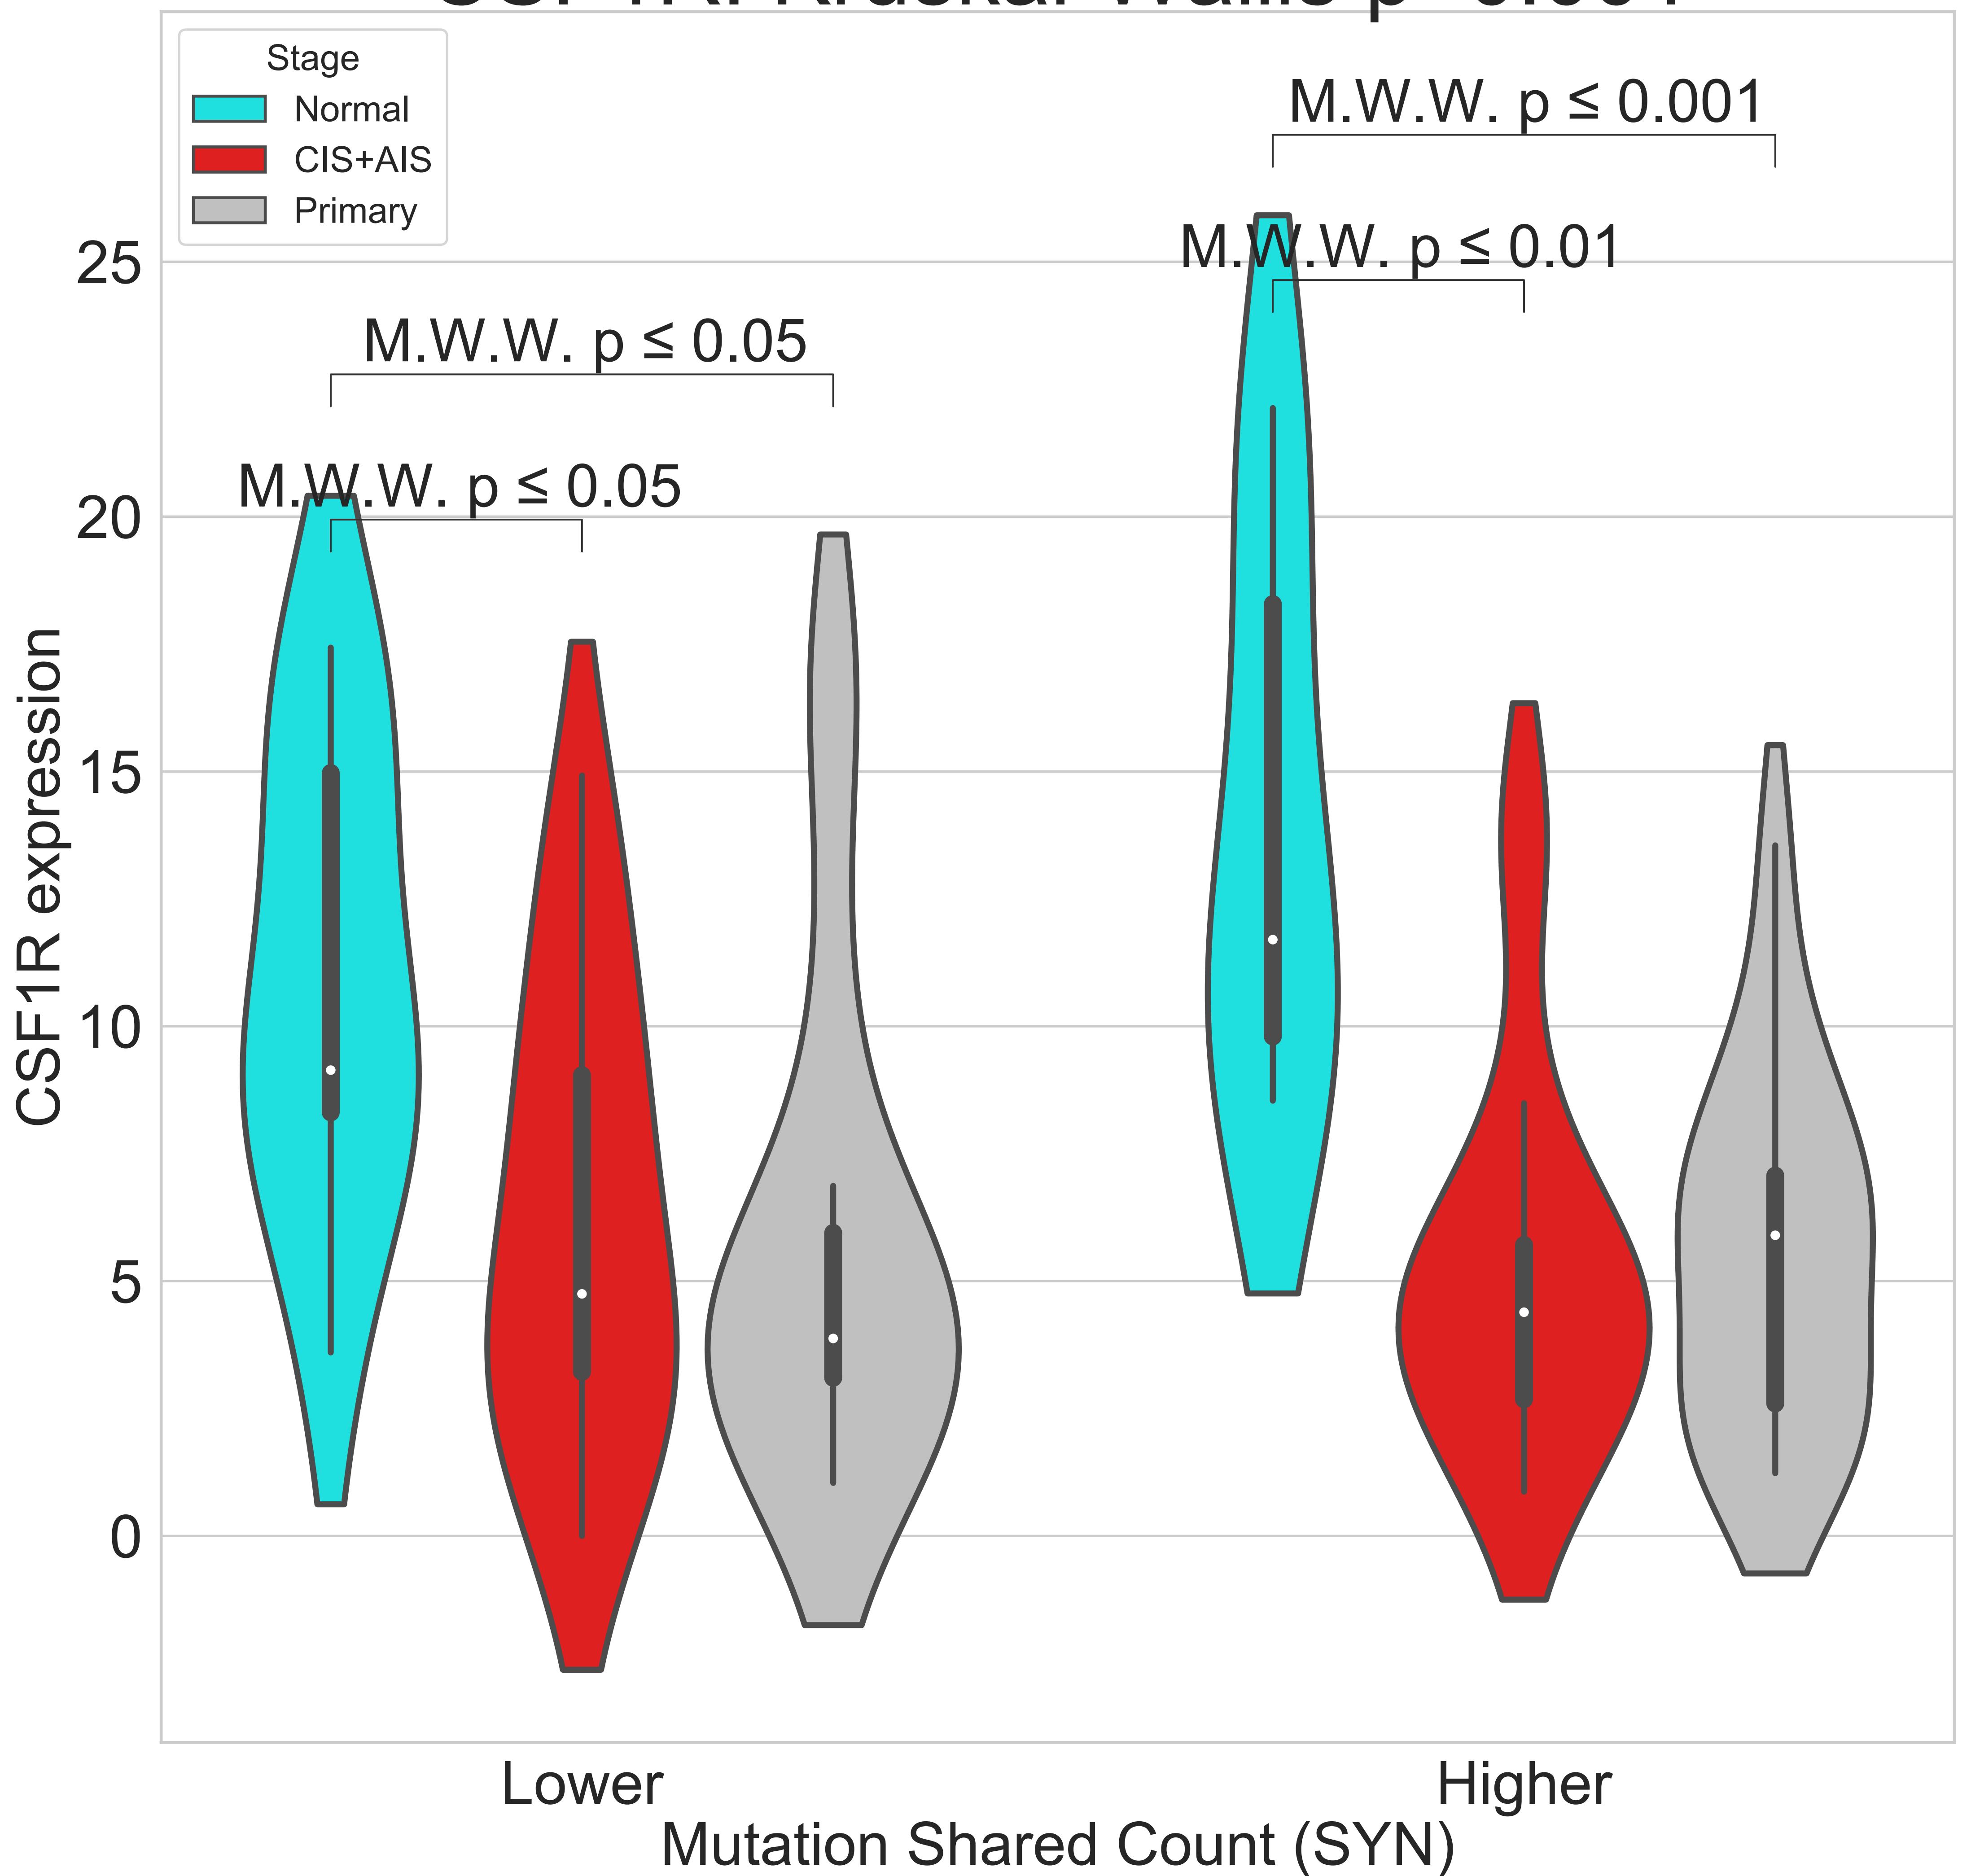 Stage
Normal
CIS+AIS
Primary
M.W.W. p ≤ 0.001
M.W.W. p ≤ 0.01
M.W.W. p ≤ 0.05
M.W.W. p ≤ 0.05
25
20
15
10
5
0
CSF1R expression
Lower
Higher
Mutation Shared Count (SYN)